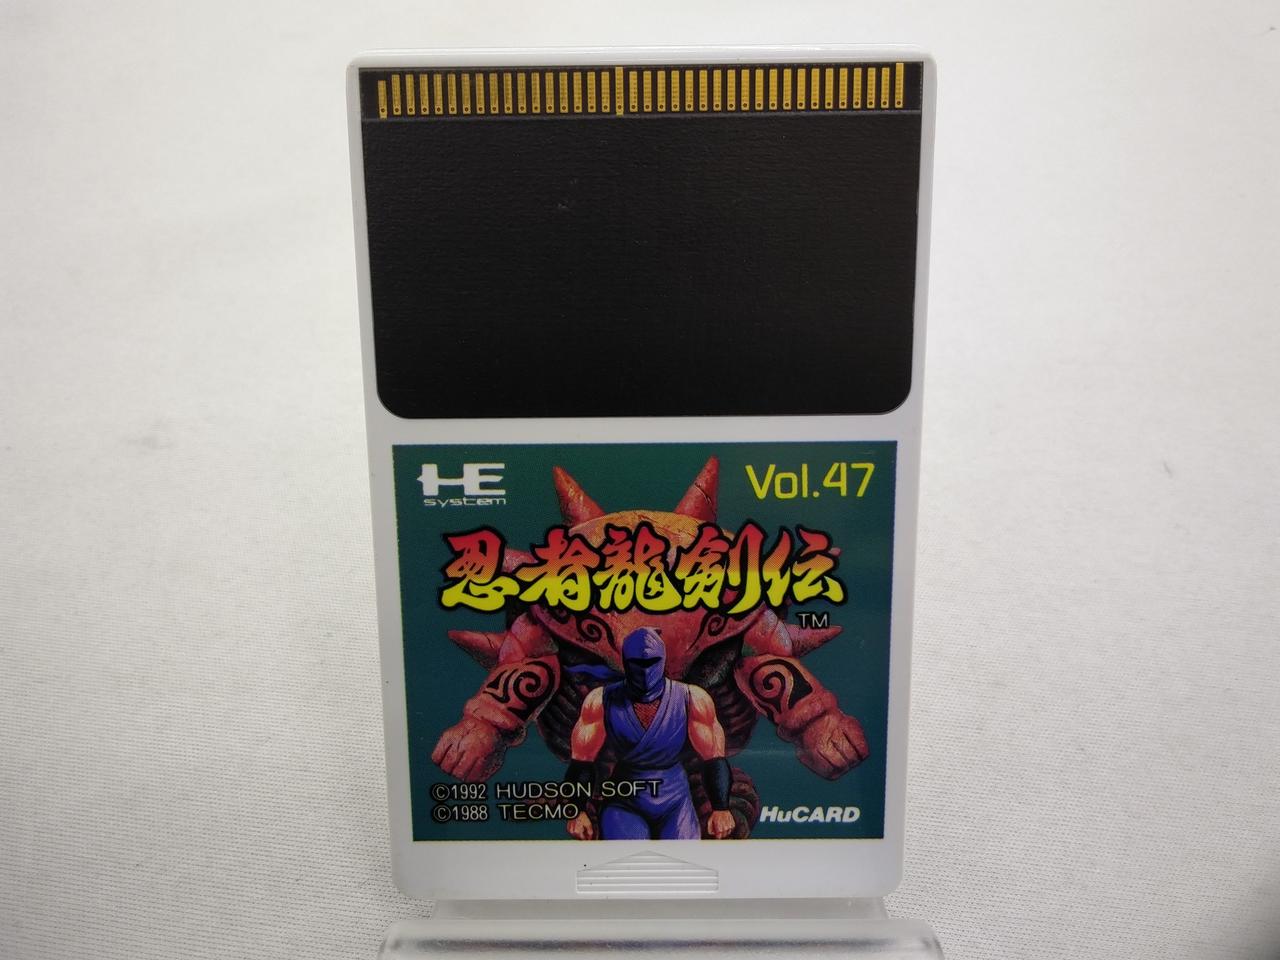 HE
system
Vol.47
忍者龍剣伝
TM
©1992 HUDSON SOFT
©1988 TECMO
HuCARD